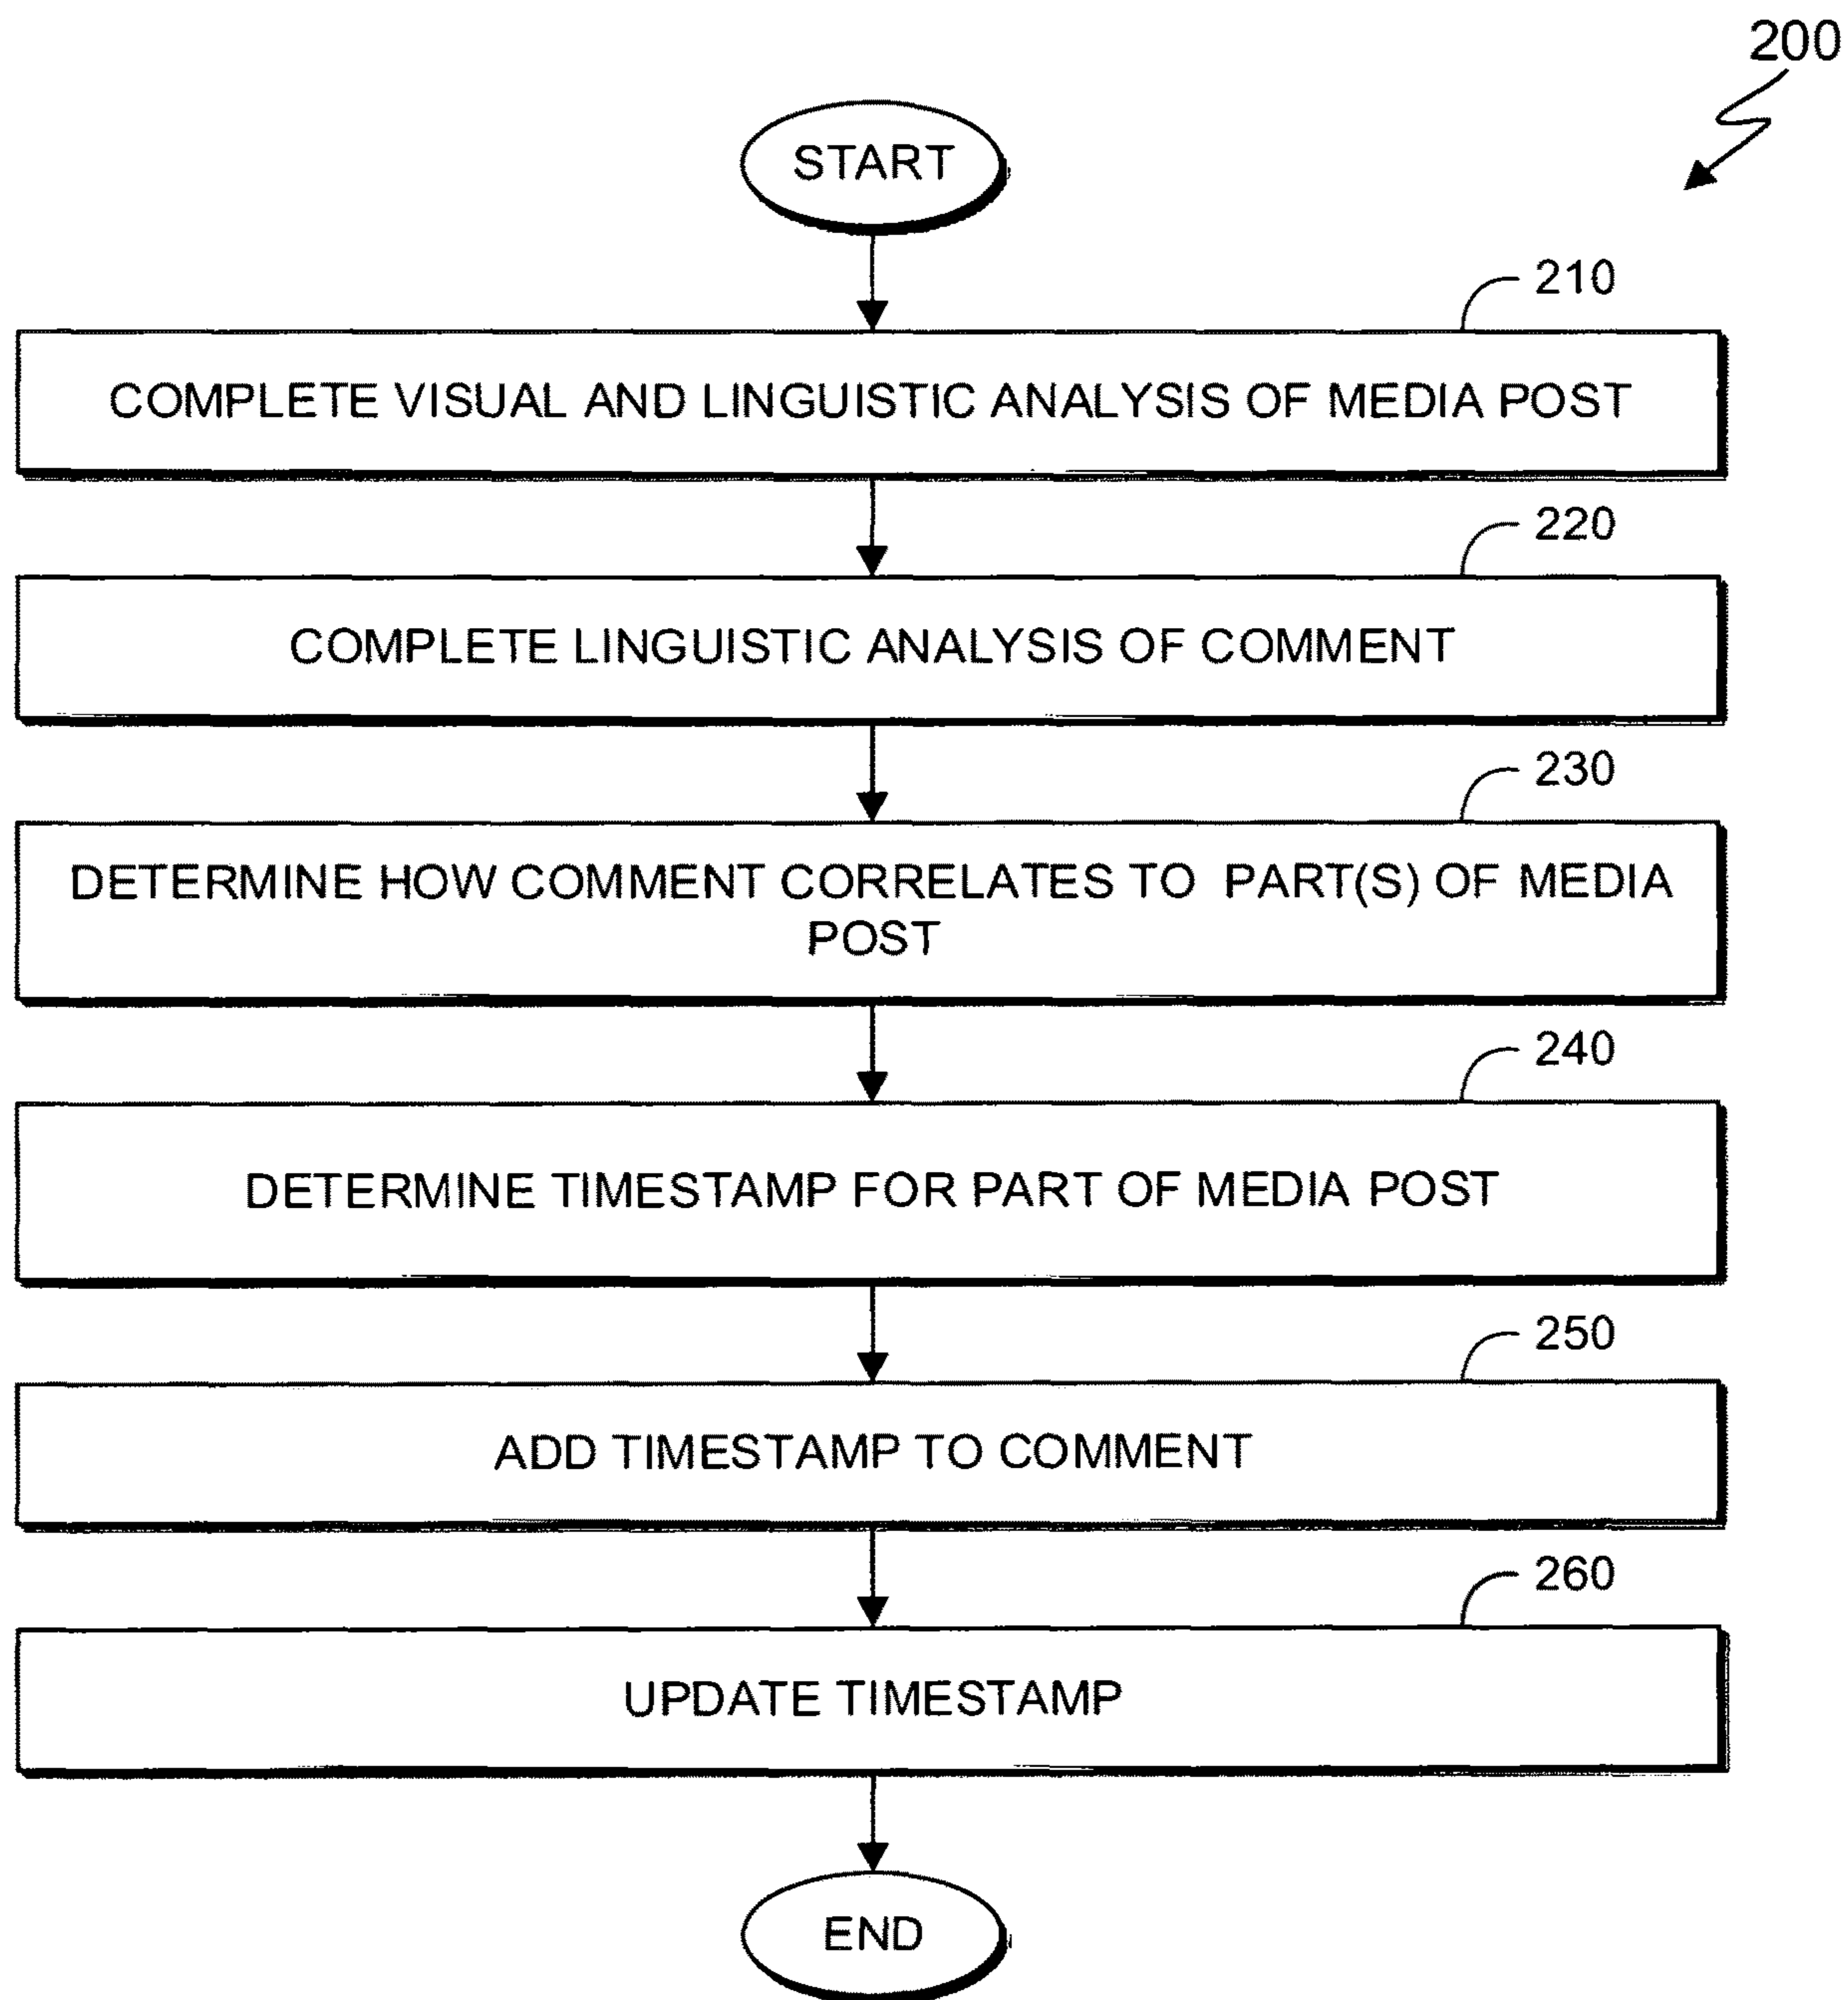 200
START
210
COMPLETE VISUAL AND LINGUISTIC ANALYSIS OF MEDIA POST
220
COMPLETE LINGUISTIC ANALYSIS OF COMMENT
230
DETERMINE HOW COMMENT CORRELATES TO PART(S) OF MEDIA
POST
240
DETERMINE TIMESTAMP FOR PART OF MEDIA POST
250
ADD TIMESTAMP TO COMMENT
260
UPDATE TIMESTAMP
END